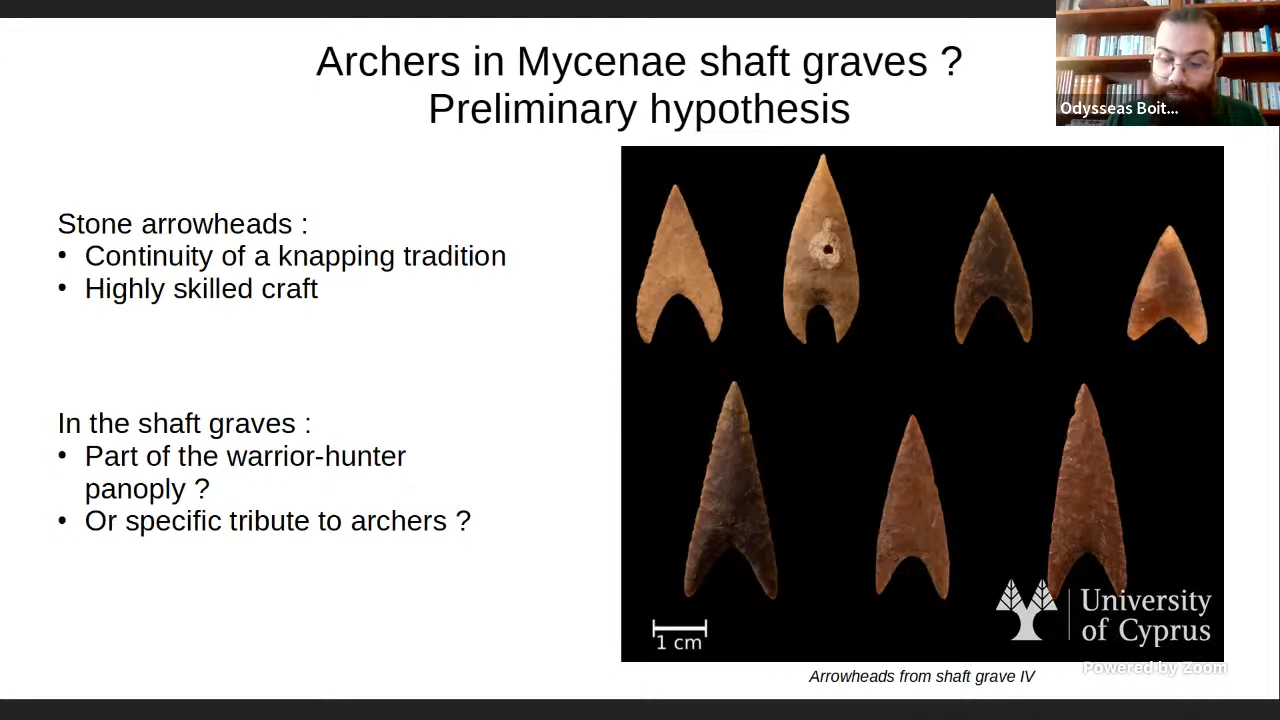 Archers in Mycenae shaft graves ?
Preliminary hypothesis
Odysseas Boit...
Stone arrowheads :
• Continuity of a knapping tradition
• Highly skilled craft
In the shaft graves :
• Part of the warrior-hunter
panoply ?
• Or specific tribute to archers ?
1 cm
University
of Cyprus
Powered by Zoom
Arrowheads from shaft grave IV